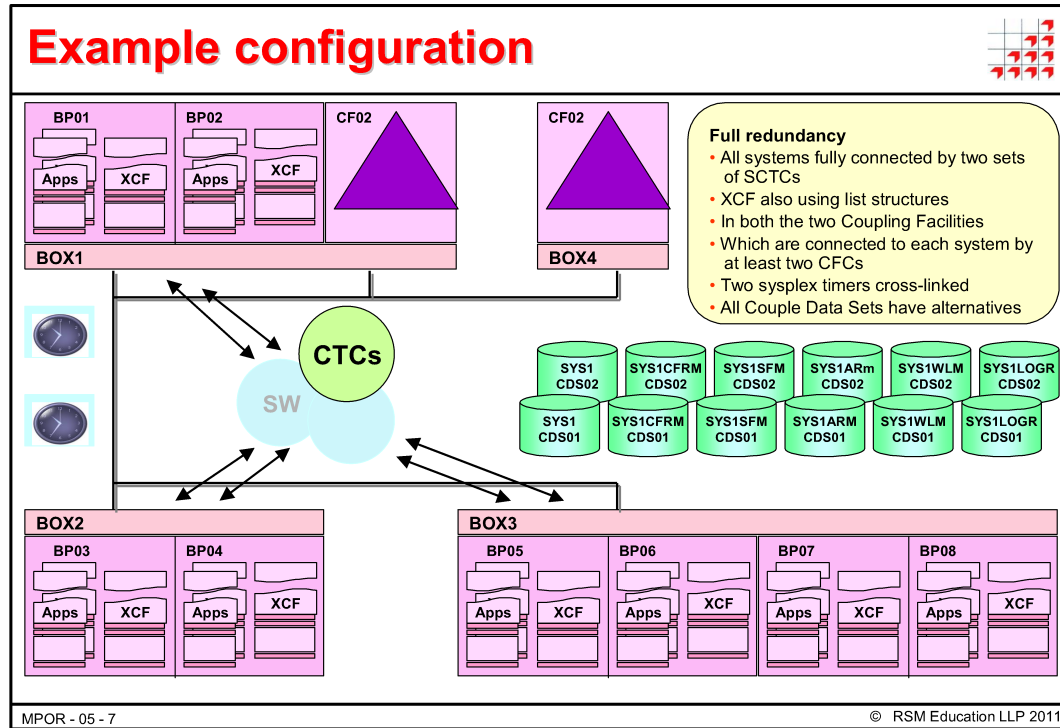 Example configuration
BP01
Apps
XCF
BP02
Apps
XCF
CF02
BOX1
CF02
BOX4
Full redundancy
• All systems fully connected by two sets
of SCTCs
• XCF also using list structures
• In both the two Coupling Facilities
• Which are connected to each system by
at least two CFCs
• Two sysplex timers cross-linked
• All Couple Data Sets have alternatives
CTCs
SW
SYS1
CDS02
SYS1CFRM
CDS02
SYS1SFM
CDS02
SYS1ARm
CDS02
SYS1WLM
CDS02
SYS1LOGR
CDS02
SYS1
CDS01
SYS1CFRM
CDS01
SYS1SFM
CDS01
SYS1ARM
CDS01
SYS1WLM
CDS01
SYS1LOGR
CDS01
BOX2
BP03
Apps
XCF
BP04
Apps
XCF
BOX3
BP05
Apps
XCF
BP06
Apps
XCF
BP07
Apps
XCF
BP08
Apps
XCF
MPOR - 05 - 7
© RSM Education LLP 2011